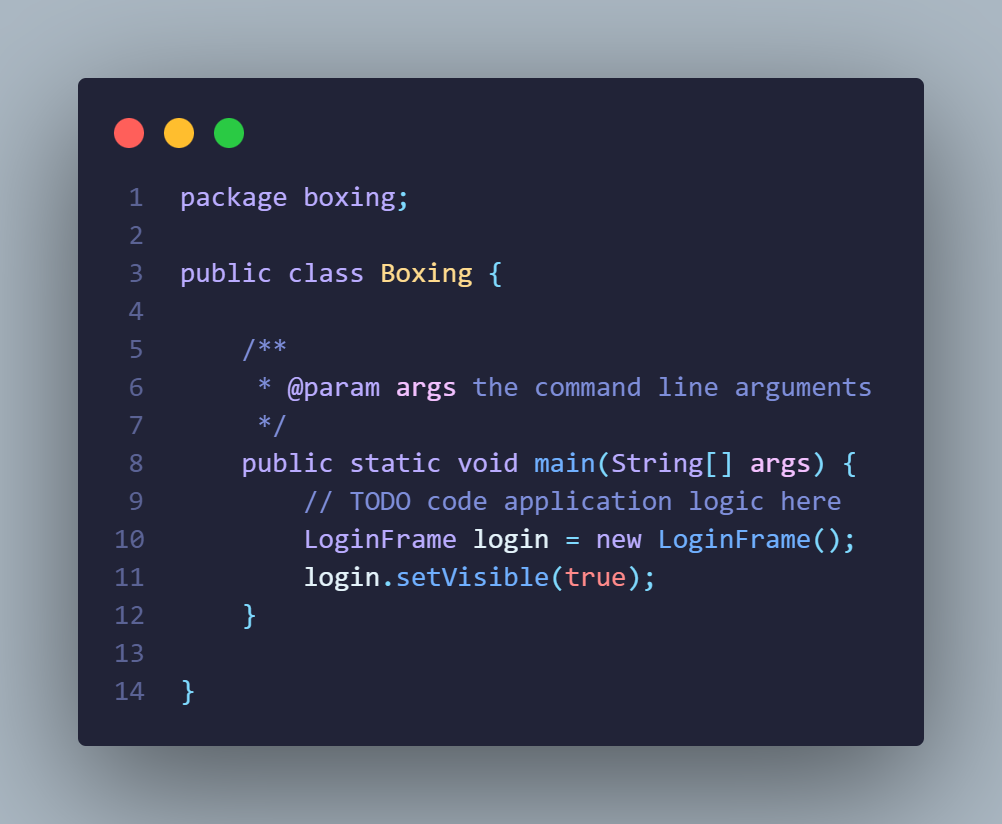 1 package boxing;
2
3 public class Boxing {
4
5     /**
6      * @param args the command line arguments
7      */
8     public static void main(String[] args) {
9         // TODO code application logic here
10         LoginFrame login = new LoginFrame();
11         login.setVisible(true);
12     }
13
14 }